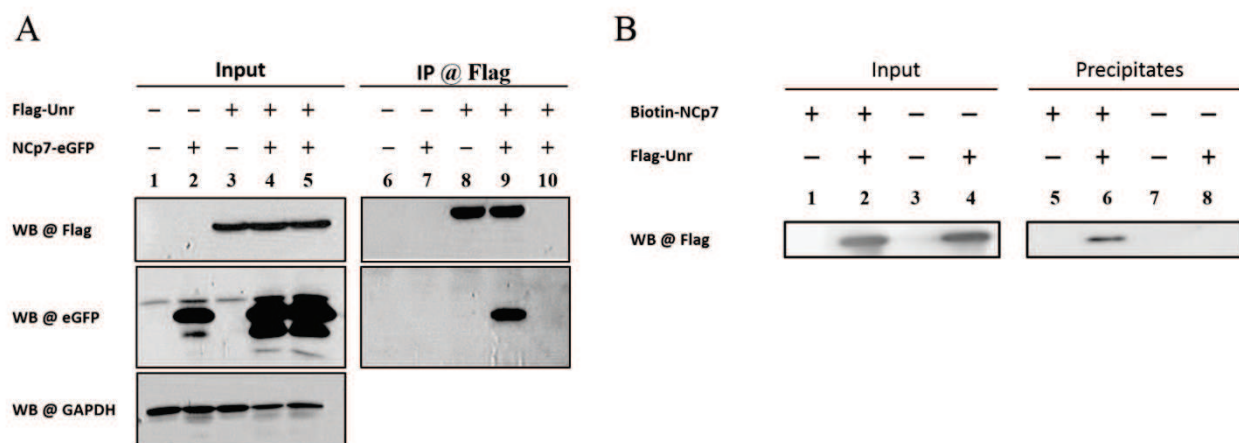 A
Input
IP @ Flag
Flag-Unr − − + + + − − + + +
NCp7-eGFP − + − + + − + − + +
1 2 3 4 5 6 7 8 9 10
WB @ Flag
WB @ eGFP
WB @ GAPDH
B
Input
Precipitates
Biotin-NCp7 + + − − + + − −
Flag-Unr − + − + − + − +
1 2 3 4 5 6 7 8
WB @ Flag